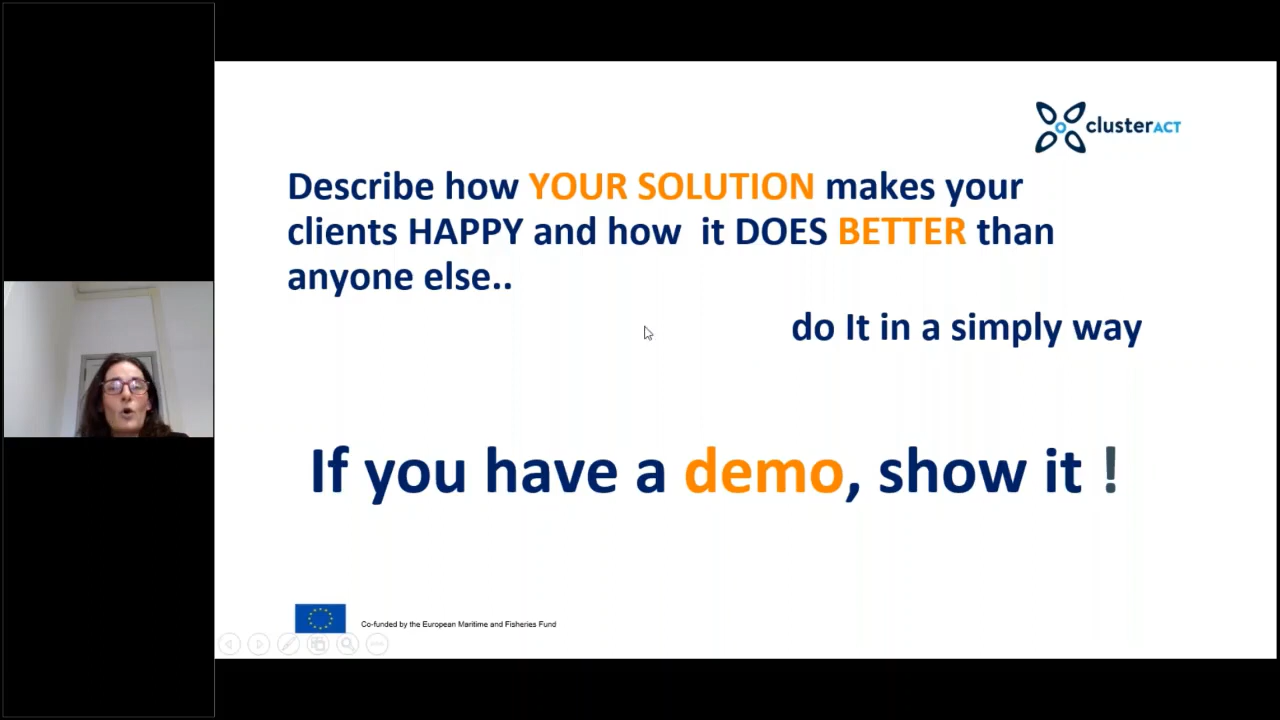 clusterACT
Describe how YOUR SOLUTION makes your
clients HAPPY and how it DOES BETTER than
anyone else..
do It in a simply way
If you have a demo, show it !
Co-funded by the European Maritime and Fisheries Fund